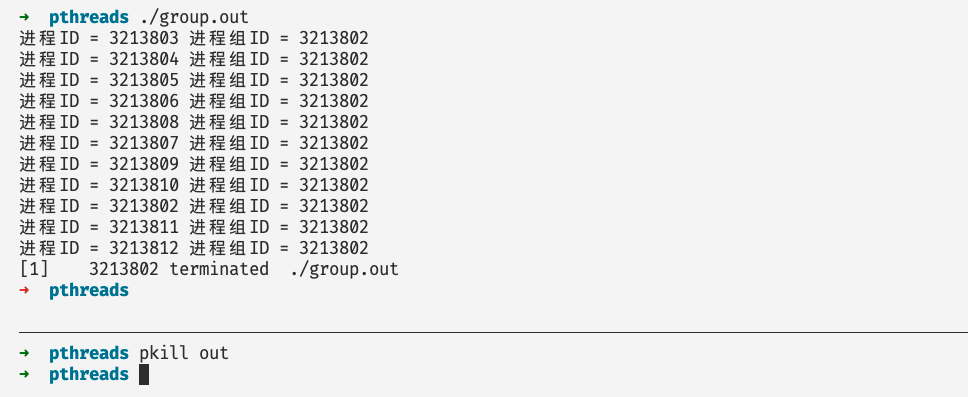 → pthreads ./group.out
进程ID = 3213803 进程组ID = 3213802
进程ID = 3213804 进程组ID = 3213802
进程ID = 3213805 进程组ID = 3213802
进程ID = 3213806 进程组ID = 3213802
进程ID = 3213808 进程组ID = 3213802
进程ID = 3213807 进程组ID = 3213802
进程ID = 3213809 进程组ID = 3213802
进程ID = 3213810 进程组ID = 3213802
进程ID = 3213802 进程组ID = 3213802
进程ID = 3213811 进程组ID = 3213802
进程ID = 3213812 进程组ID = 3213802
[1]    3213802 terminated  ./group.out
→ pthreads
→ pthreads pkill out
→ pthreads